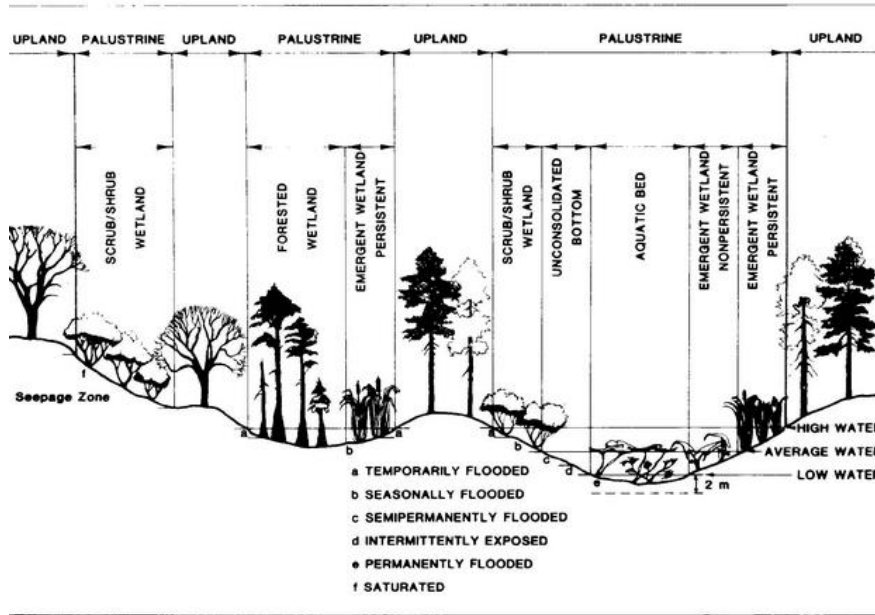 UPLAND PALUSTRINE UPLAND PALUSTRINE UPLAND PALUSTRINE UPLAND
SCRUB/SHRUB
WETLAND
FORESTED
WETLAND
EMERGENT WETLAND
PERSISTENT
SCRUB/SHRUB
WETLAND
UNCONSOLIDATED
BOTTOM
AQUATIC BED
EMERGENT WETLAND
NONPERSISTENT
EMERGENT WETLAND
PERSISTENT
f
Seepage Zone
a
b
a
a
b
c
d
e
HIGH WATER
AVERAGE WATER
LOW WATER
2 m
a TEMPORARILY FLOODED
b SEASONALLY FLOODED
c SEMIPERMANENTLY FLOODED
d INTERMITTENTLY EXPOSED
e PERMANENTLY FLOODED
f SATURATED